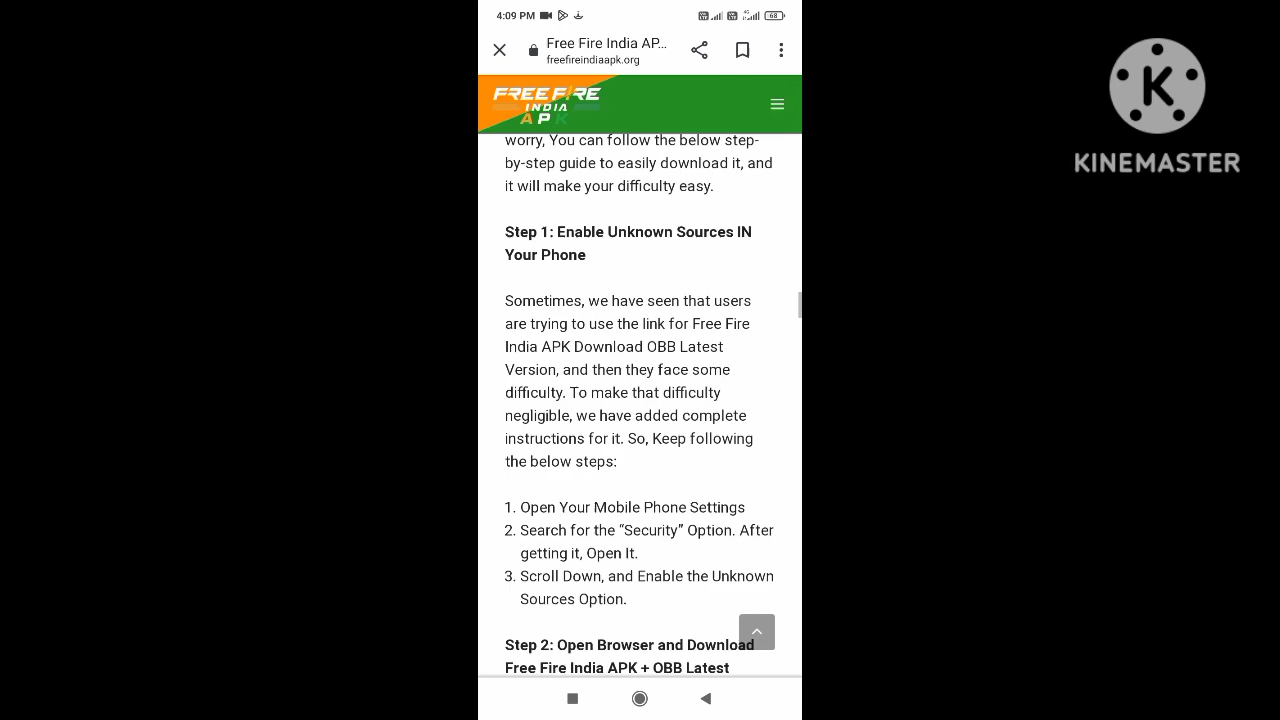 4:09 PM
68
Free Fire India AP...
freefireindiaapk.org
FREE FIRE
INDIA
APK
worry, You can follow the below step-
by-step guide to easily download it, and
it will make your difficulty easy.
Step 1: Enable Unknown Sources IN
Your Phone
Sometimes, we have seen that users
are trying to use the link for Free Fire
India APK Download OBB Latest
Version, and then they face some
difficulty. To make that difficulty
negligible, we have added complete
instructions for it. So, Keep following
the below steps:
1. Open Your Mobile Phone Settings
2. Search for the “Security” Option. After
getting it, Open It.
3. Scroll Down, and Enable the Unknown
Sources Option.
Step 2: Open Browser and Download
Free Fire India APK + OBB Latest
K
KINEMASTER